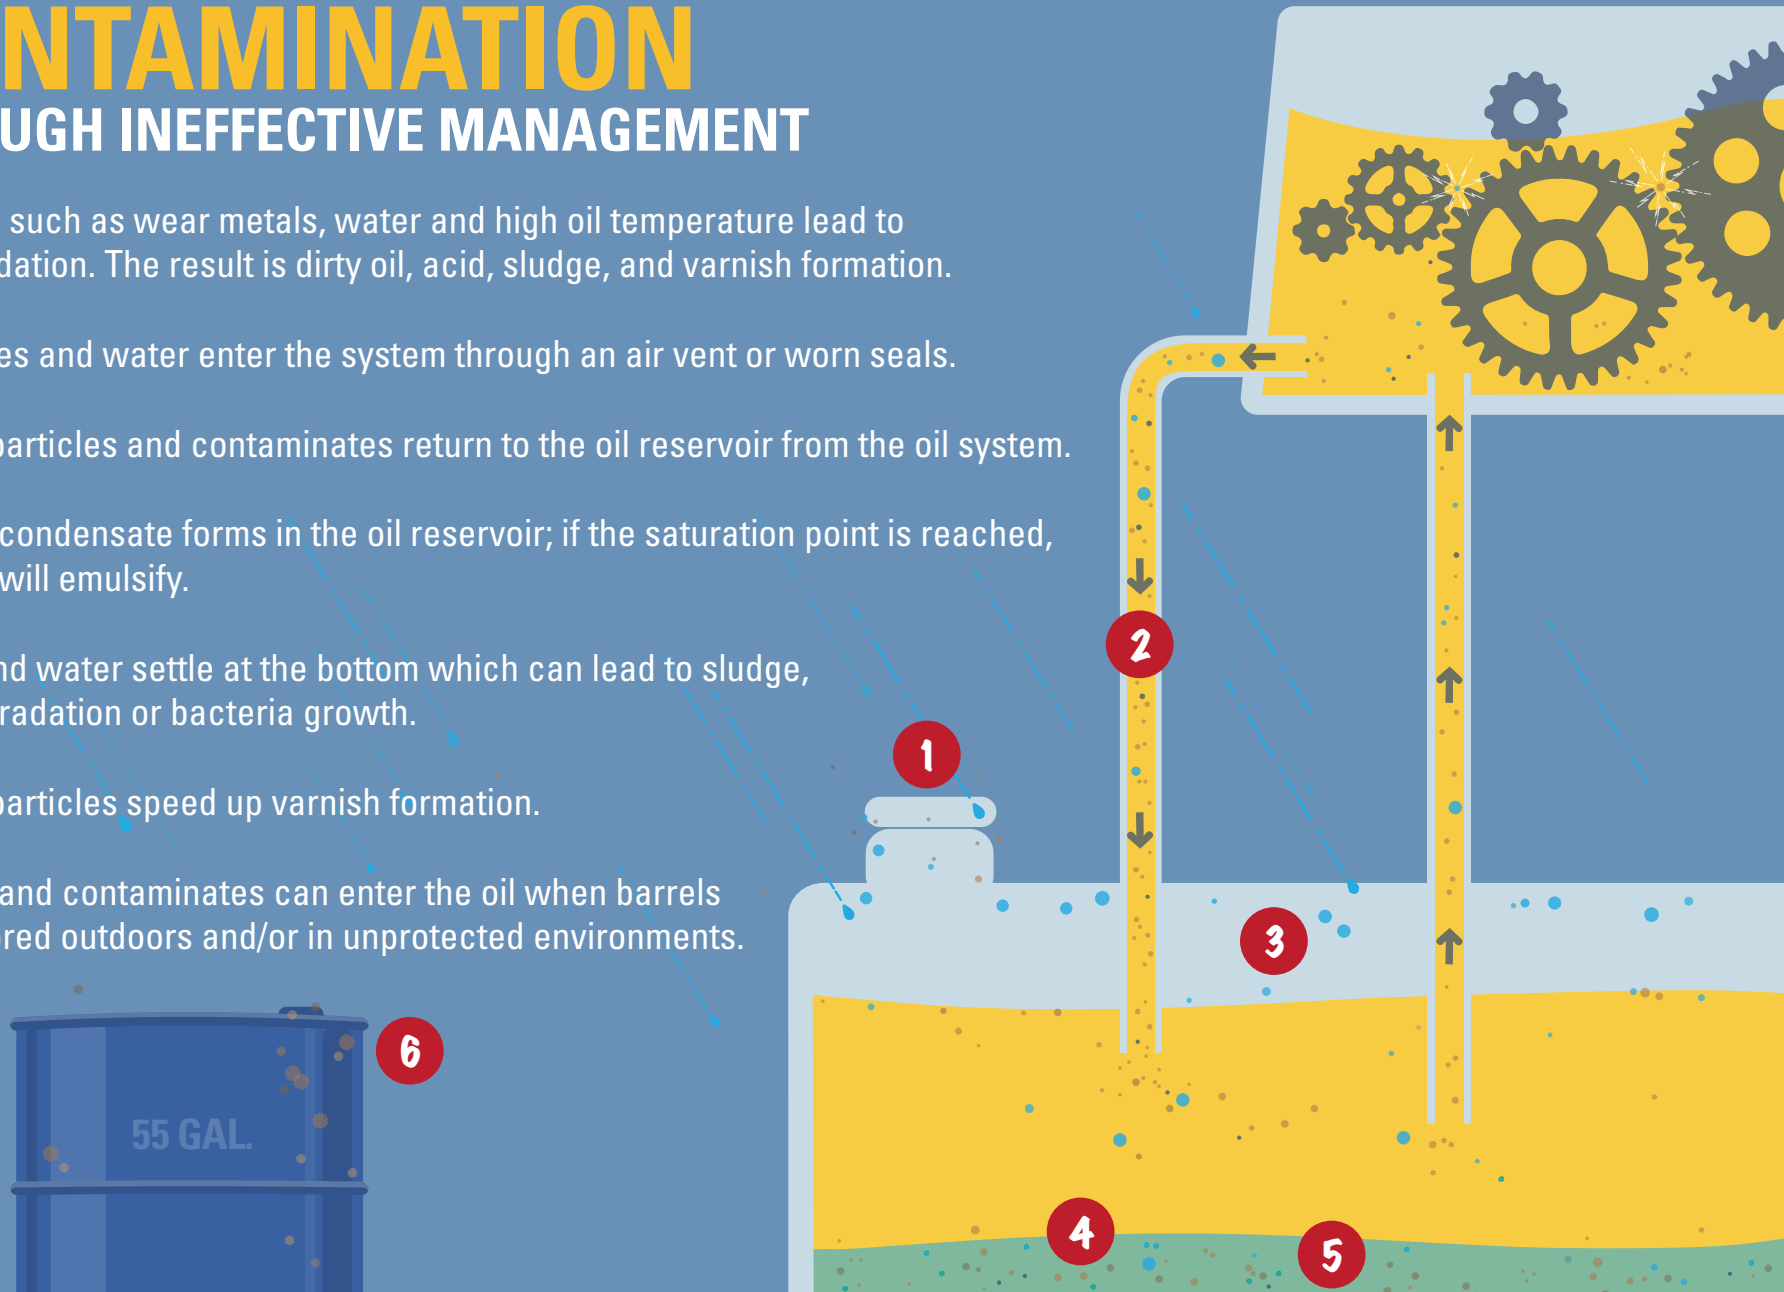 NTAMINATION
UGH INEFFECTIVE MANAGEMENT
such as wear metals, water and high oil temperature lead to
dation. The result is dirty oil, acid, sludge, and varnish formation.
es and water enter the system through an air vent or worn seals.
particles and contaminates return to the oil reservoir from the oil system.
condensate forms in the oil reservoir; if the saturation point is reached,
will emulsify.
nd water settle at the bottom which can lead to sludge,
radation or bacteria growth.
particles speed up varnish formation.
and contaminates can enter the oil when barrels
ored outdoors and/or in unprotected environments.
2
1
3
6
55 GAL.
4
5